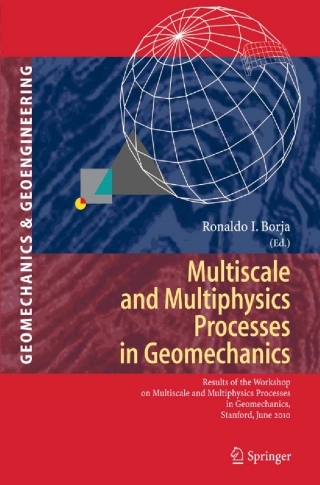 GEOMECHANICS & GEOENGINEERING
Ronaldo I. Borja
(Ed.)
Multiscale
and Multiphysics
Processes
in Geomechanics
Results of the Workshop
on Multiscale and Multiphysics Processes
in Geomechanics,
Stanford, June 2010
Springer